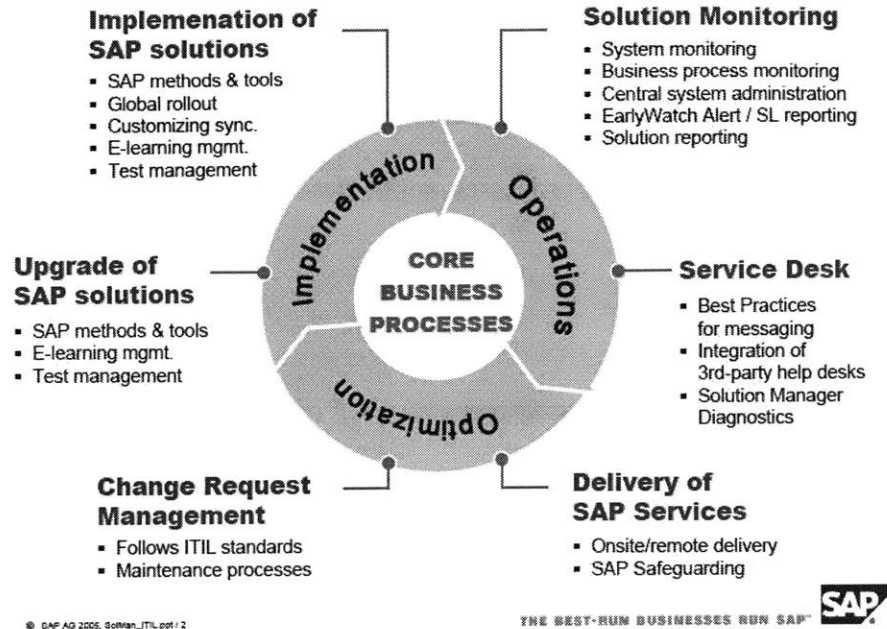 Implemenation of
SAP solutions
▪ SAP methods & tools
▪ Global rollout
▪ Customizing sync.
▪ E-learning mgmt.
▪ Test management
Solution Monitoring
▪ System monitoring
▪ Business process monitoring
▪ Central system administration
▪ EarlyWatch Alert / SL reporting
▪ Solution reporting
Implementation
Operations
Optimization
CORE
BUSINESS
PROCESSES
Upgrade of
SAP solutions
▪ SAP methods & tools
▪ E-learning mgmt.
▪ Test management
Service Desk
▪ Best Practices
for messaging
▪ Integration of
3rd-party help desks
▪ Solution Manager
Diagnostics
Change Request
Management
▪ Follows ITIL standards
▪ Maintenance processes
Delivery of
SAP Services
▪ Onsite/remote delivery
▪ SAP Safeguarding
© SAP AG 2005, SolMan_ITIL.ppt / 2
THE BEST-RUN BUSINESSES RUN SAP™
SAP